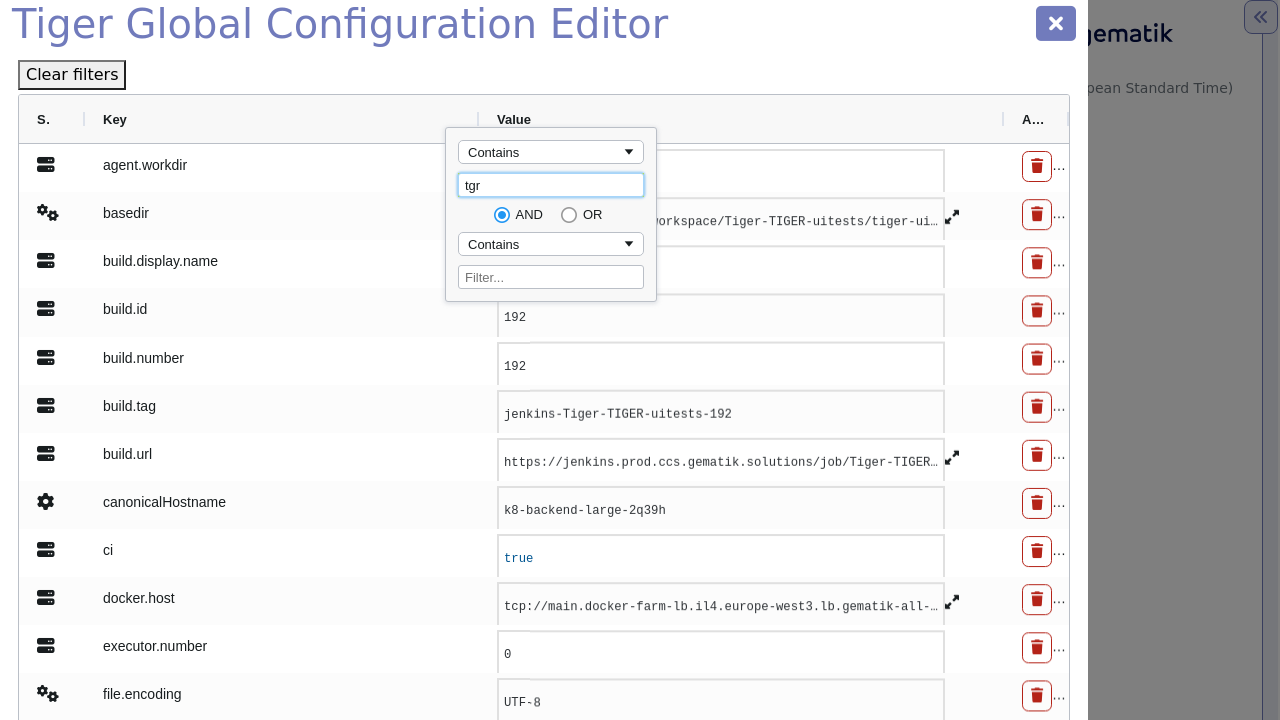 Tiger Global Configuration Editor
gematik
Clear filters
pean Standard Time)
S.
Key
Value
A…
Contains
tgr
AND
OR
Contains
Filter...
agent.workdir
…
basedir
workspace/Tiger-TIGER-uitests/tiger-ui…
…
build.display.name
…
build.id
192
…
build.number
192
…
build.tag
jenkins-Tiger-TIGER-uitests-192
…
build.url
https://jenkins.prod.ccs.gematik.solutions/job/Tiger-TIGER…
…
canonicalHostname
k8-backend-large-2q39h
…
ci
true
…
docker.host
tcp://main.docker-farm-lb.il4.europe-west3.lb.gematik-all-…
…
executor.number
0
…
file.encoding
UTF-8
…